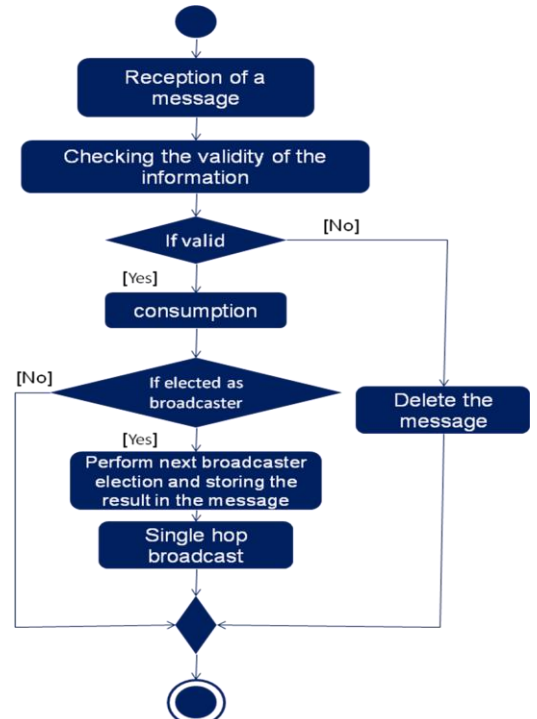 Reception of a
message
Checking the validity of the
information
If valid
[No]
[Yes]
consumption
[No]
If elected as
broadcaster
Delete the
message
[Yes]
Perform next broadcaster
election and storing the
result in the message
Single hop
broadcast